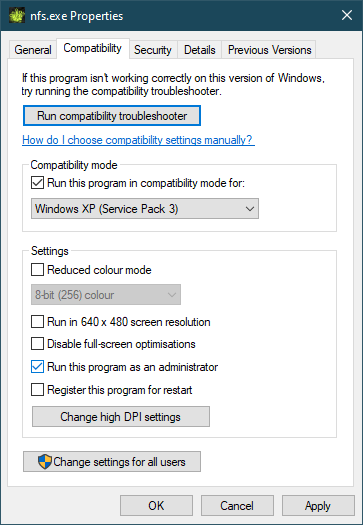 nfs.exe Properties
General Compatibility Security Details Previous Versions
If this program isn't working correctly on this version of Windows,
try running the compatibility troubleshooter.
Run compatibility troubleshooter
How do I choose compatibility settings manually?
Compatibility mode
Run this program in compatibility mode for:
Windows XP (Service Pack 3)
Settings
Reduced colour mode
8-bit (256) colour
Run in 640 x 480 screen resolution
Disable full-screen optimisations
Run this program as an administrator
Register this program for restart
Change high DPI settings
Change settings for all users
OK Cancel Apply